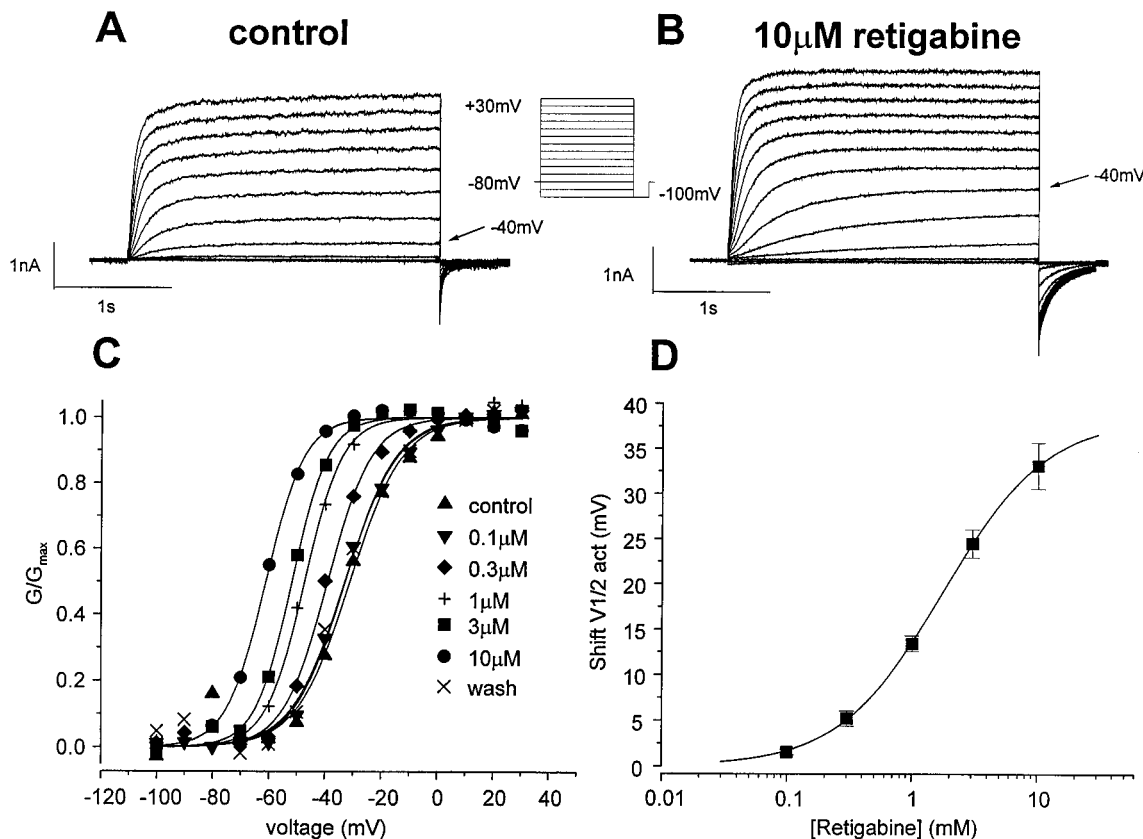 A control
+30mV
-80mV
-100mV
-40mV
1nA
1s
B 10μM retigabine
-40mV
1nA
1s
C
G/Gmax
1.0
0.8
0.6
0.4
0.2
0.0
-120 -100 -80 -60 -40 -20 0 20 40
voltage (mV)
control
0.1μM
0.3μM
1μM
3μM
10μM
wash
D
Shift V1/2 act (mV)
40
35
30
25
20
15
10
5
0
0.01 0.1 1 10
[Retigabine] (mM)